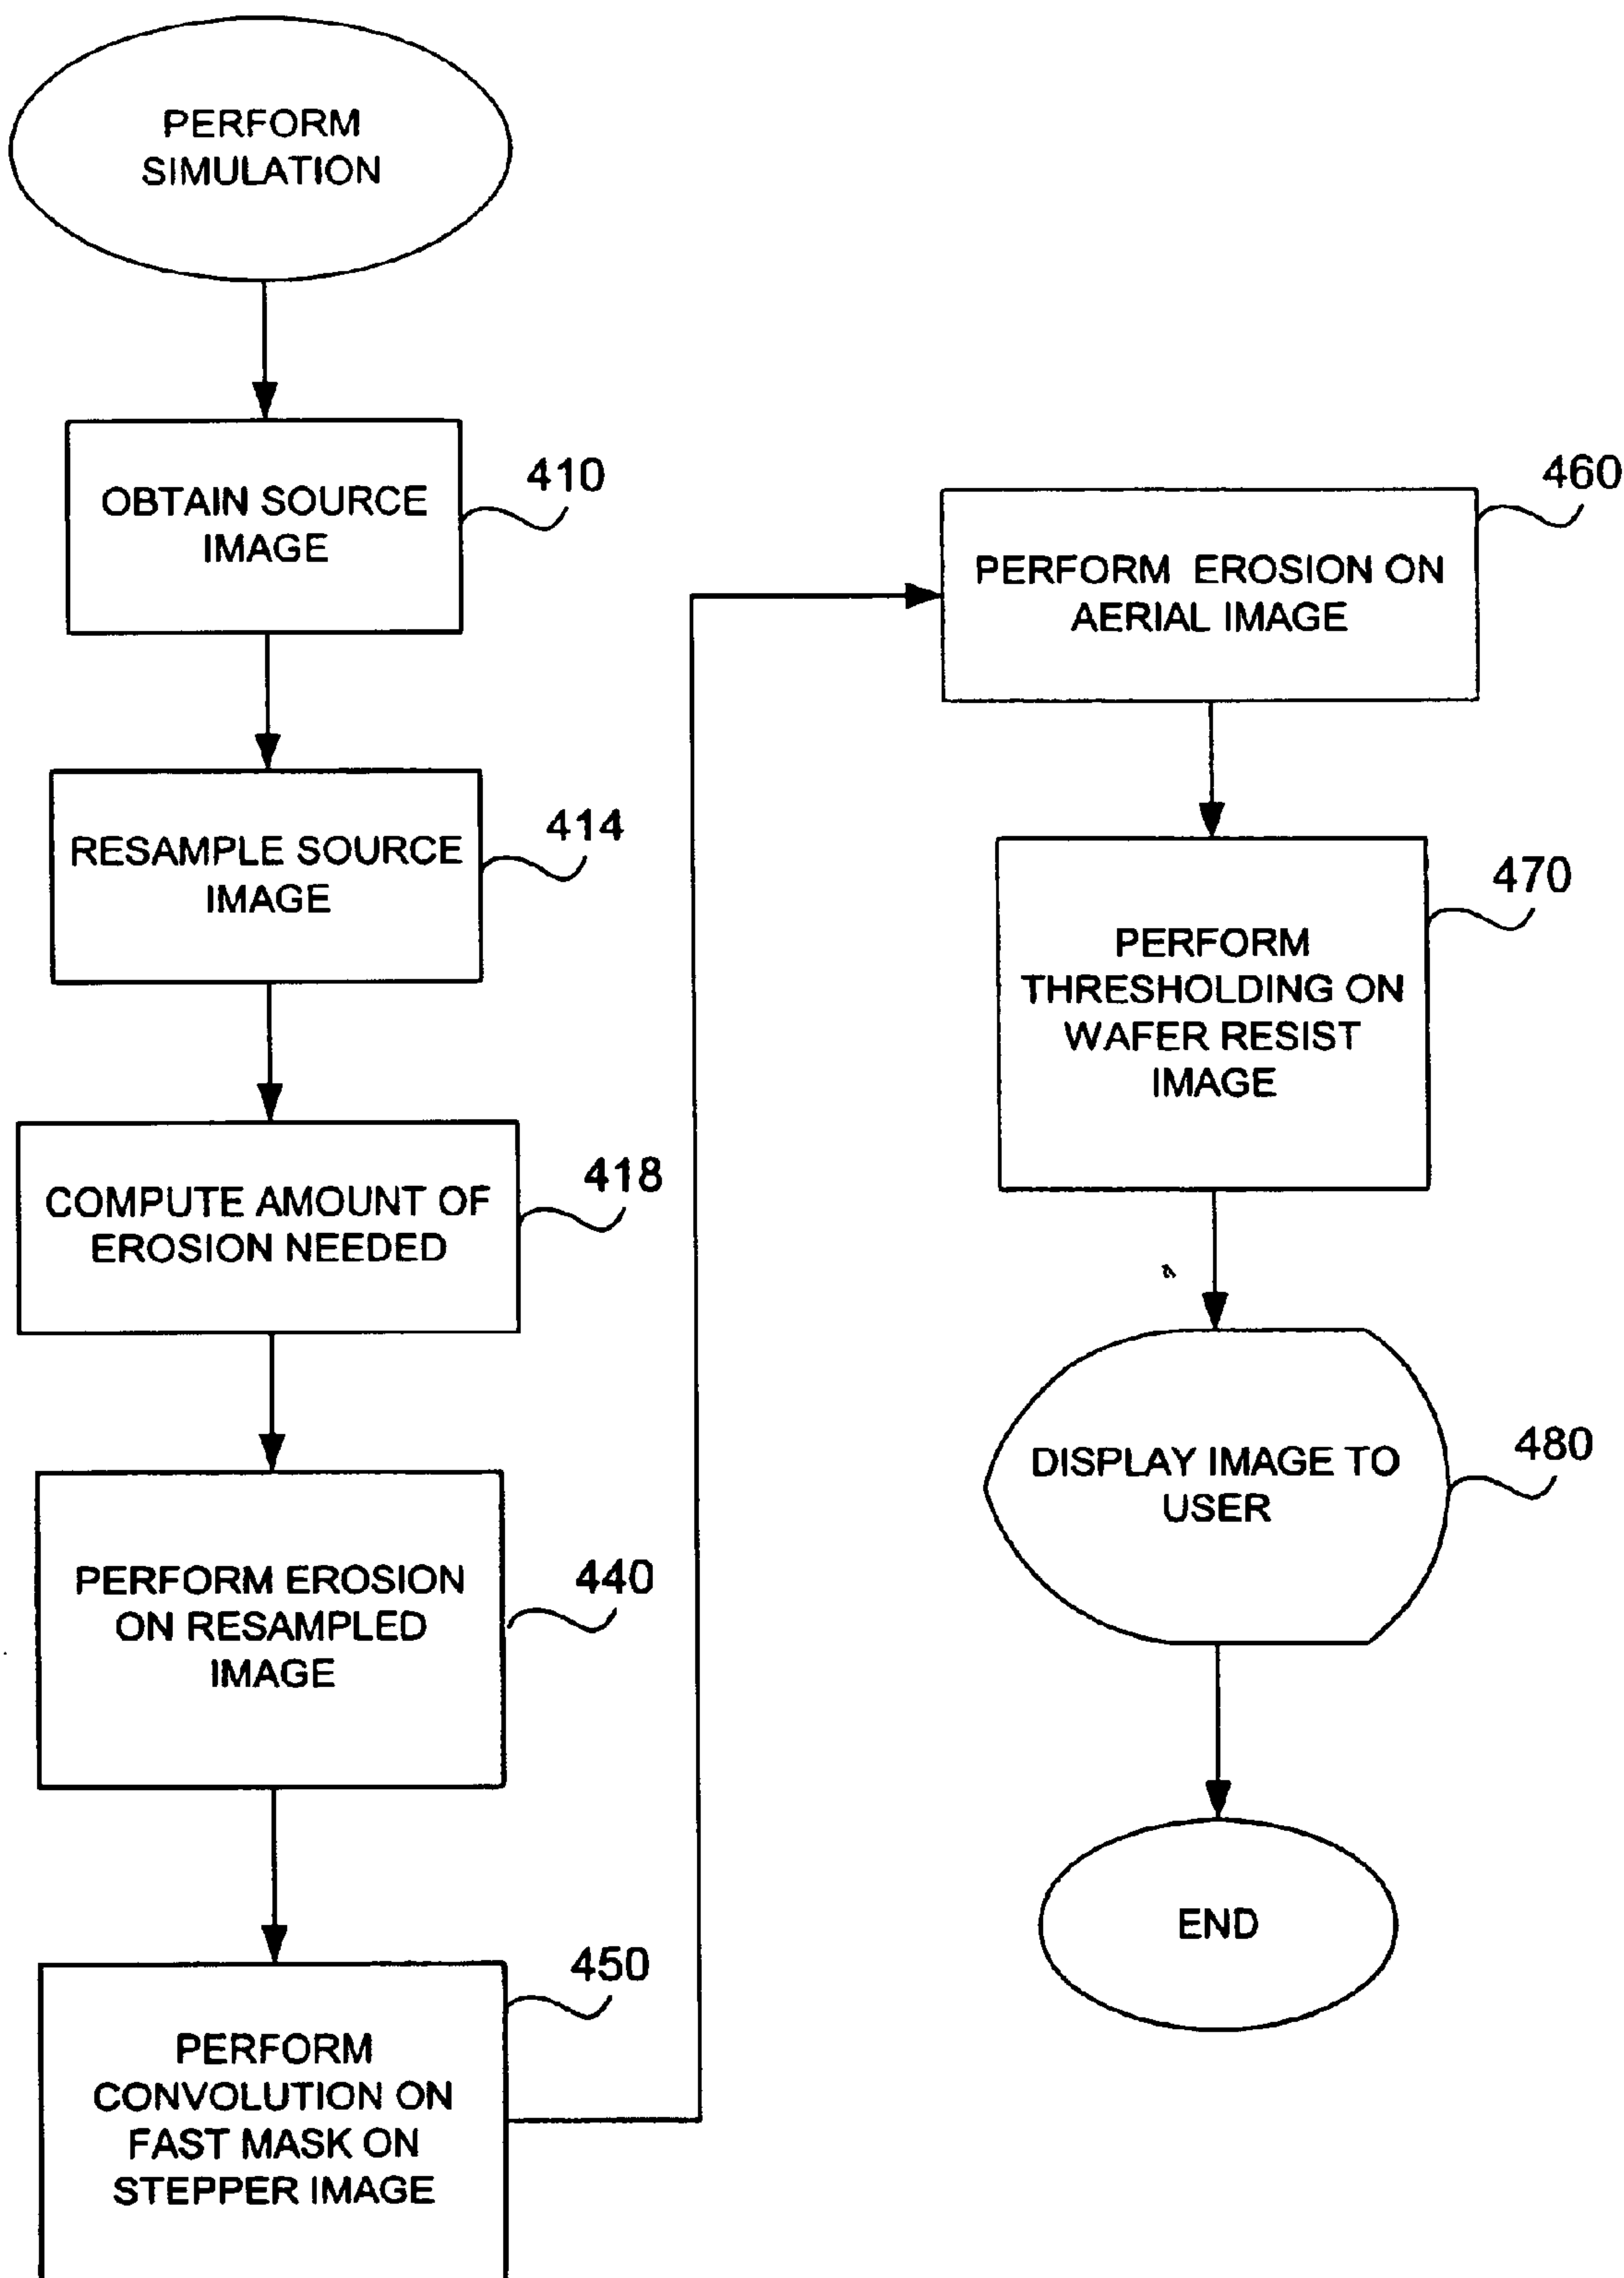 PERFORM
SIMULATION
OBTAIN SOURCE
IMAGE
410
RESAMPLE SOURCE
IMAGE
414
COMPUTE AMOUNT OF
EROSION NEEDED
418
PERFORM EROSION
ON RESAMPLED
IMAGE
440
PERFORM
CONVOLUTION ON
FAST MASK ON
STEPPER IMAGE
450
PERFORM EROSION ON
AERIAL IMAGE
460
PERFORM
THRESHOLDING ON
WAFER RESIST
IMAGE
470
DISPLAY IMAGE TO
USER
480
END